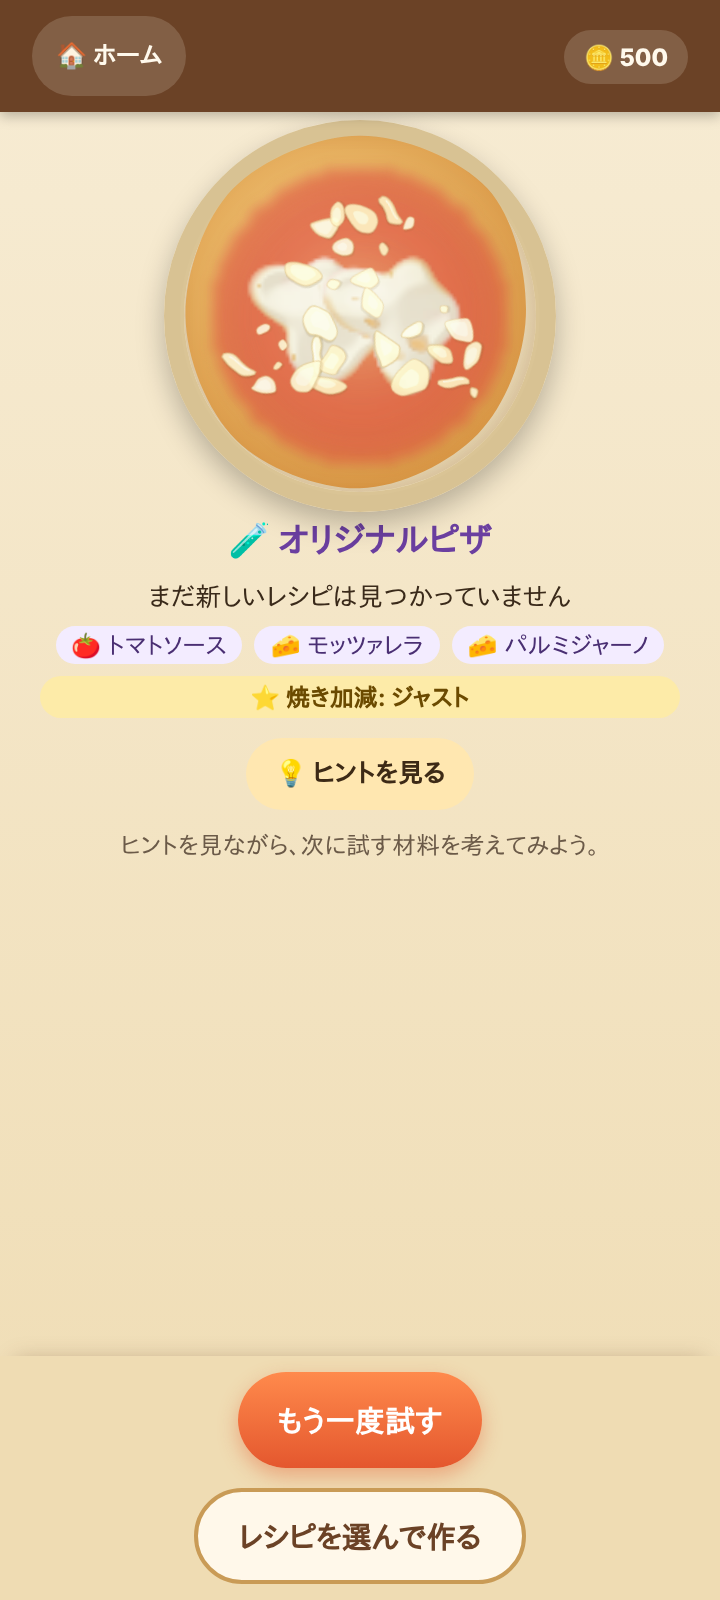 🏠 ホーム
🪙 500
🧪 オリジナルピザ
まだ新しいレシピは見つかっていません
🍅 トマトソース 🧀 モッツァレラ 🧀 パルミジャーノ
⭐ 焼き加減: ジャスト
💡 ヒントを見る
ヒントを見ながら、次に試す材料を考えてみよう。
もう一度試す
レシピを選んで作る